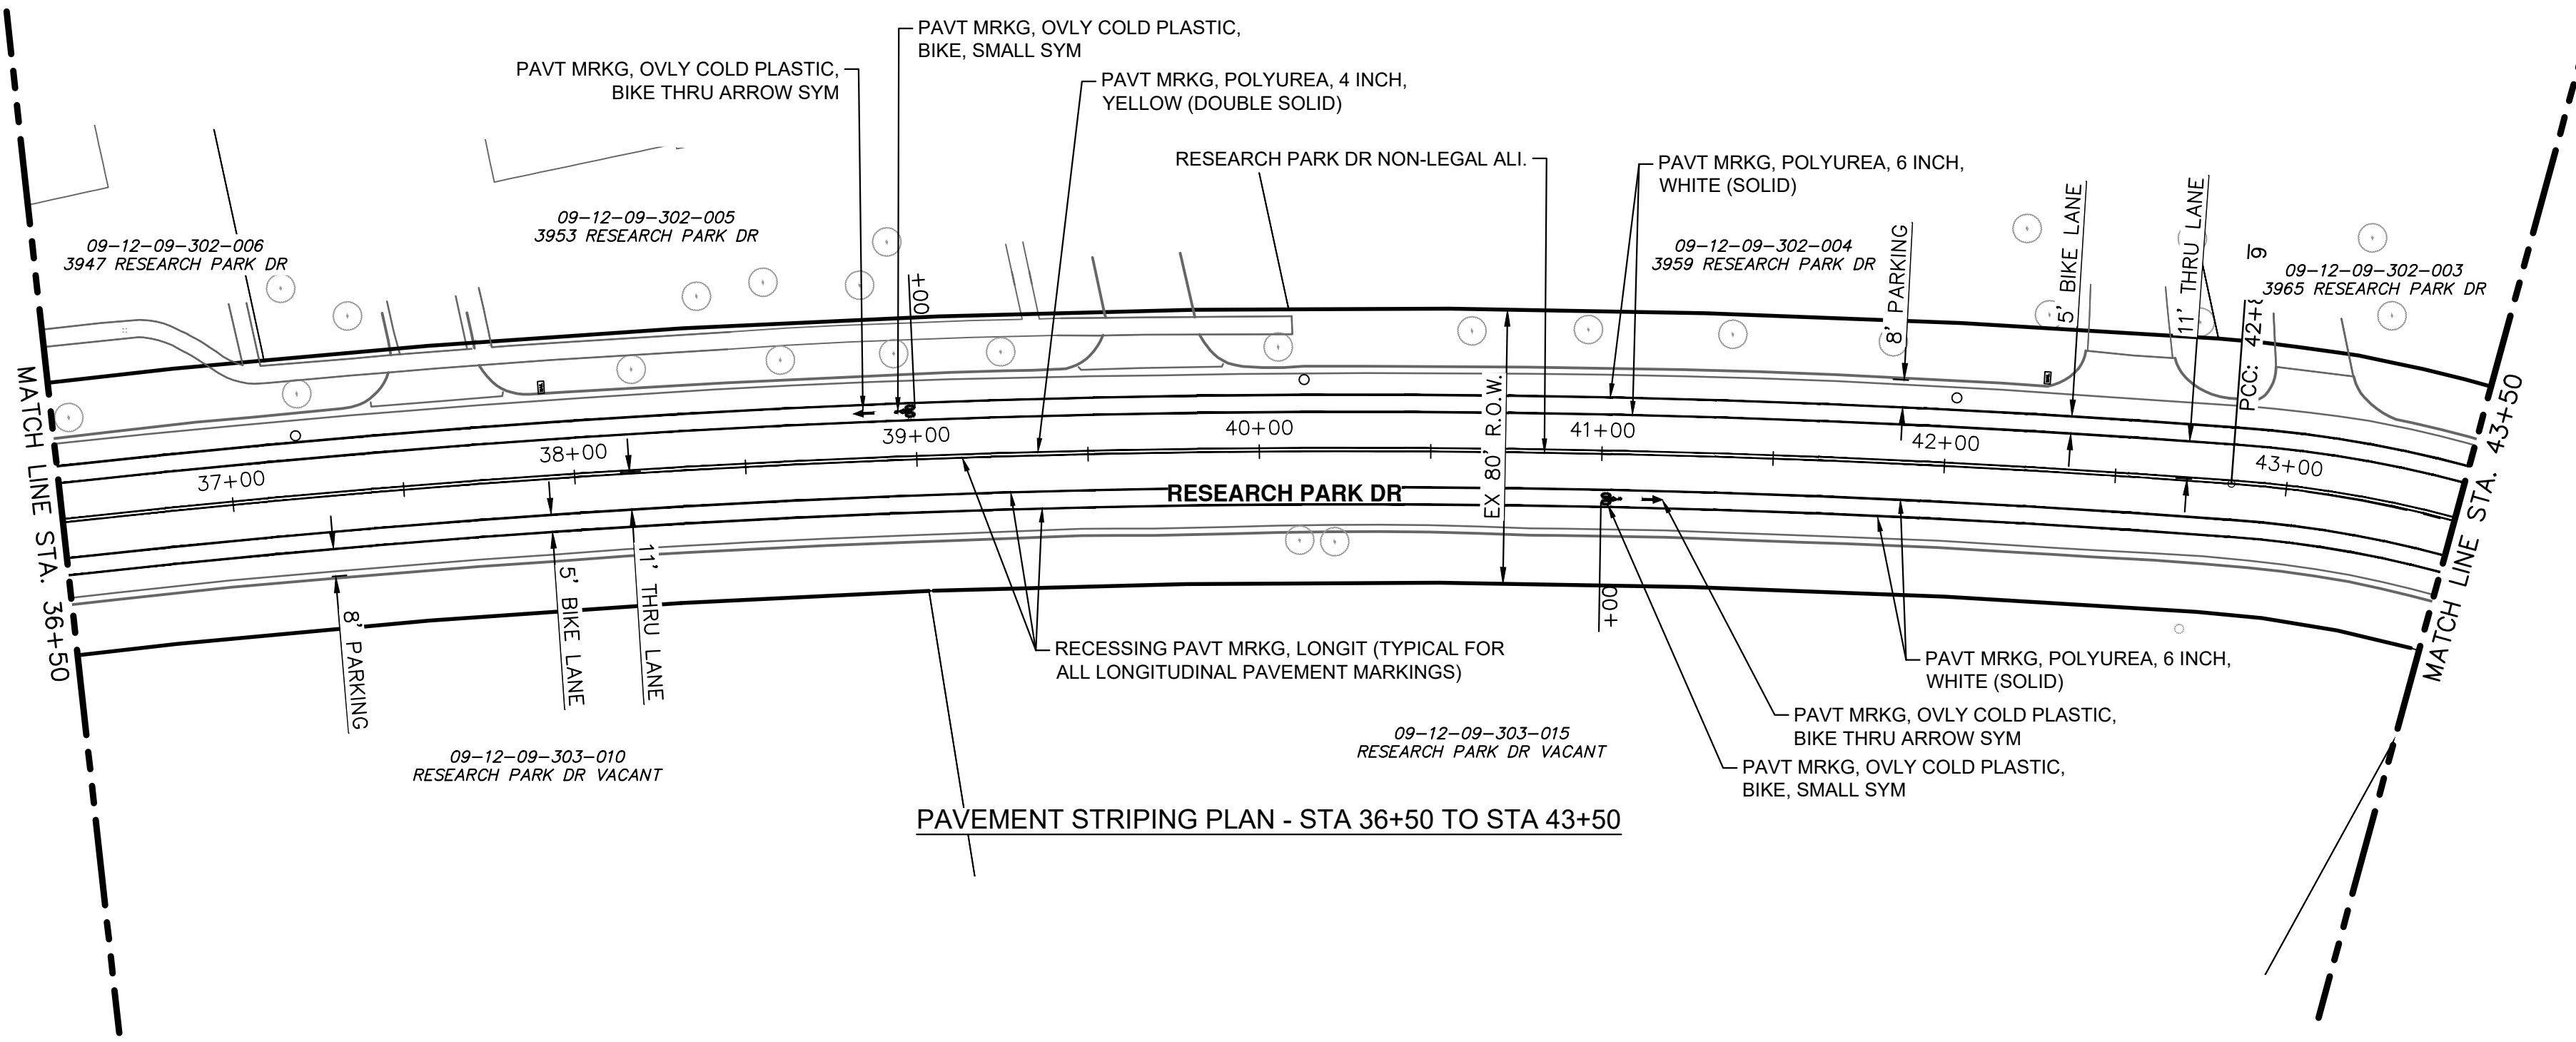 PAVT MRKG, OVLY COLD PLASTIC,
BIKE, SMALL SYM
PAVT MRKG, OVLY COLD PLASTIC,
BIKE THRU ARROW SYM
PAVT MRKG, POLYUREA, 4 INCH,
YELLOW (DOUBLE SOLID)
RESEARCH PARK DR NON-LEGAL ALI.
PAVT MRKG, POLYUREA, 6 INCH,
WHITE (SOLID)
09-12-09-302-006
3947 RESEARCH PARK DR
09-12-09-302-005
3953 RESEARCH PARK DR
09-12-09-302-004
3959 RESEARCH PARK DR
09-12-09-302-003
3965 RESEARCH PARK DR
8' PARKING
5' BIKE LANE
11' THRU LANE
PCC: 42+8
9
+00
MATCH LINE STA. 36+50
37+00
38+00
39+00
40+00
41+00
42+00
43+00
MATCH LINE STA. 43+50
RESEARCH PARK DR
EX 80' R.O.W.
+00
8' PARKING
5' BIKE LANE
11' THRU LANE
RECESSING PAVT MRKG, LONGIT (TYPICAL FOR
ALL LONGITUDINAL PAVEMENT MARKINGS)
PAVT MRKG, POLYUREA, 6 INCH,
WHITE (SOLID)
PAVT MRKG, OVLY COLD PLASTIC,
BIKE THRU ARROW SYM
PAVT MRKG, OVLY COLD PLASTIC,
BIKE, SMALL SYM
09-12-09-303-010
RESEARCH PARK DR VACANT
09-12-09-303-015
RESEARCH PARK DR VACANT
PAVEMENT STRIPING PLAN - STA 36+50 TO STA 43+50